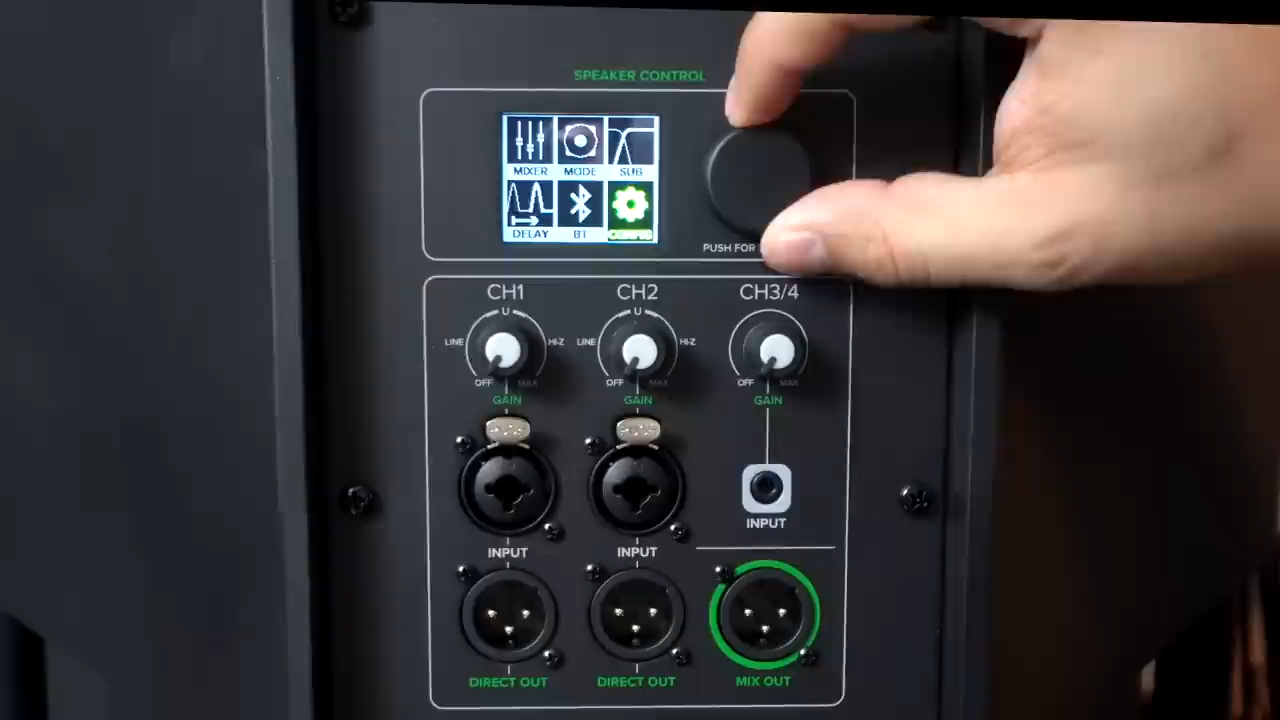 SPEAKER CONTROL
MIXER MODE SUB
DELAY BT CONFIG
PUSH FOR
CH1 CH2 CH3/4
U U
LINE HI-Z LINE HI-Z
OFF MAX OFF MAX OFF MAX
GAIN GAIN GAIN
INPUT
INPUT INPUT
DIRECT OUT DIRECT OUT MIX OUT